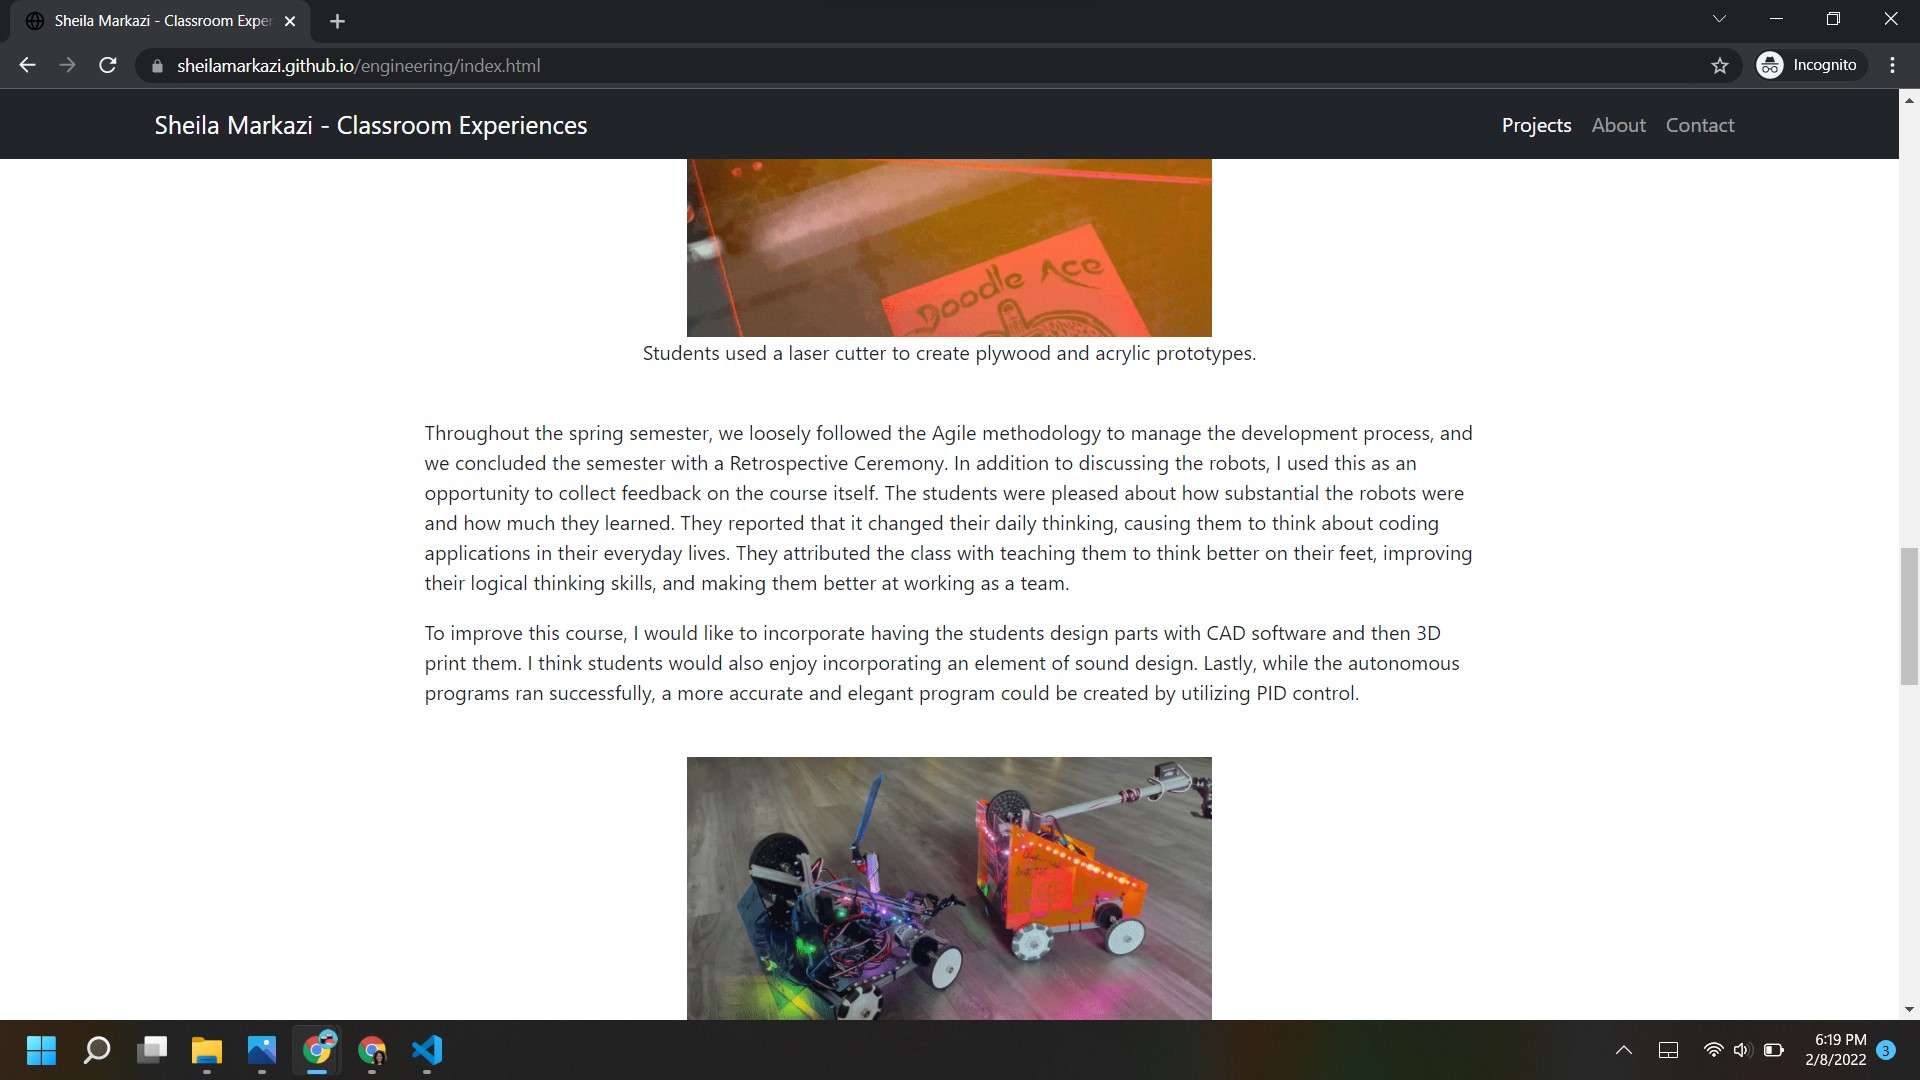 Sheila Markazi - Classroom Exper
sheilamarkazi.github.io/engineering/index.html
Incognito
Sheila Markazi - Classroom Experiences
Projects About Contact
Doodle Ace
Students used a laser cutter to create plywood and acrylic prototypes.
Throughout the spring semester, we loosely followed the Agile methodology to manage the development process, and
we concluded the semester with a Retrospective Ceremony. In addition to discussing the robots, I used this as an
opportunity to collect feedback on the course itself. The students were pleased about how substantial the robots were
and how much they learned. They reported that it changed their daily thinking, causing them to think about coding
applications in their everyday lives. They attributed the class with teaching them to think better on their feet, improving
their logical thinking skills, and making them better at working as a team.
To improve this course, I would like to incorporate having the students design parts with CAD software and then 3D
print them. I think students would also enjoy incorporating an element of sound design. Lastly, while the autonomous
programs ran successfully, a more accurate and elegant program could be created by utilizing PID control.
6:19 PM
2/8/2022
3